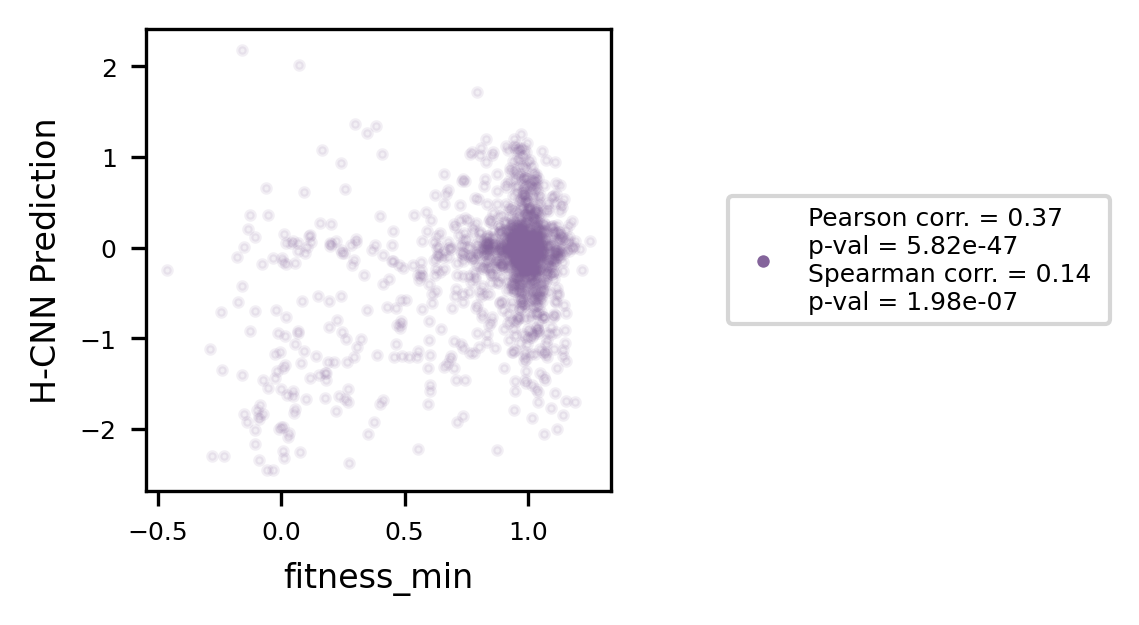 2
1
0
−1
−2
H-CNN Prediction
−0.5
0.0
0.5
1.0
fitness_min
Pearson corr. = 0.37
p-val = 5.82e-47
Spearman corr. = 0.14
p-val = 1.98e-07